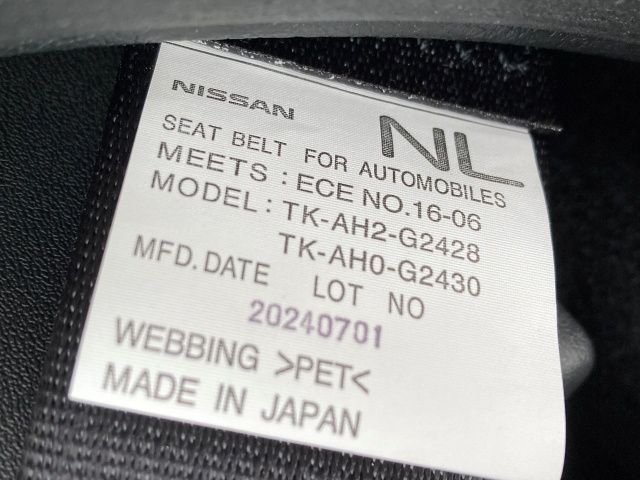 NISSAN NL
SEAT BELT FOR AUTOMOBILES
MEETS : ECE NO.16-06
MODEL : TK-AH2-G2428
TK-AH0-G2430
MFD.DATE LOT NO
20240701
WEBBING >PET<
MADE IN JAPAN